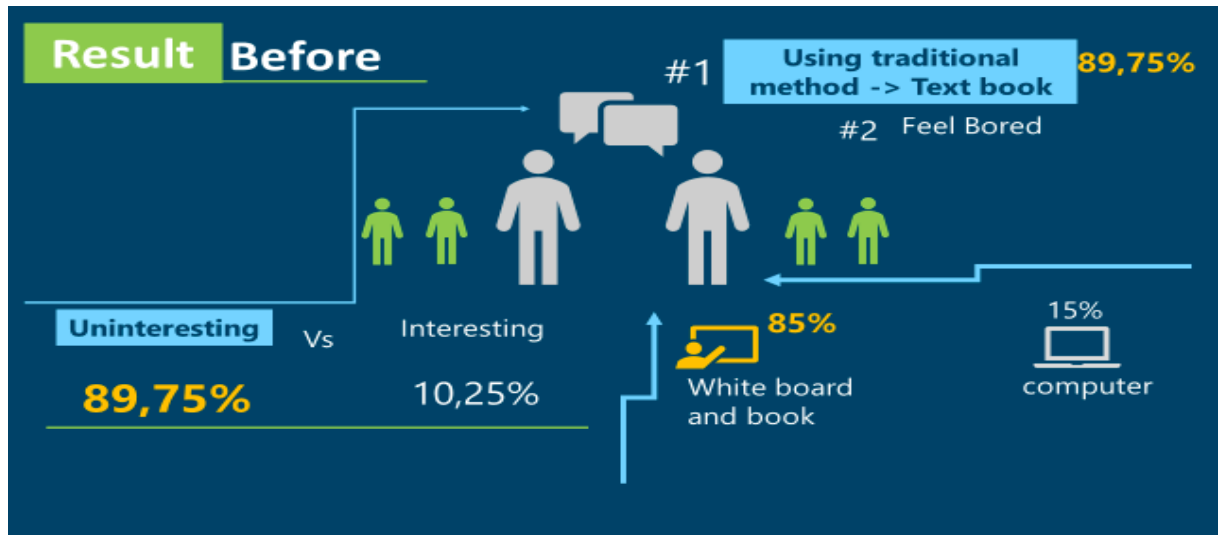 Result Before
#1 Using traditional
method -> Text book
89,75%
#2 Feel Bored
Uninteresting Vs Interesting
89,75% 10,25%
85%
White board
and book
15%
computer